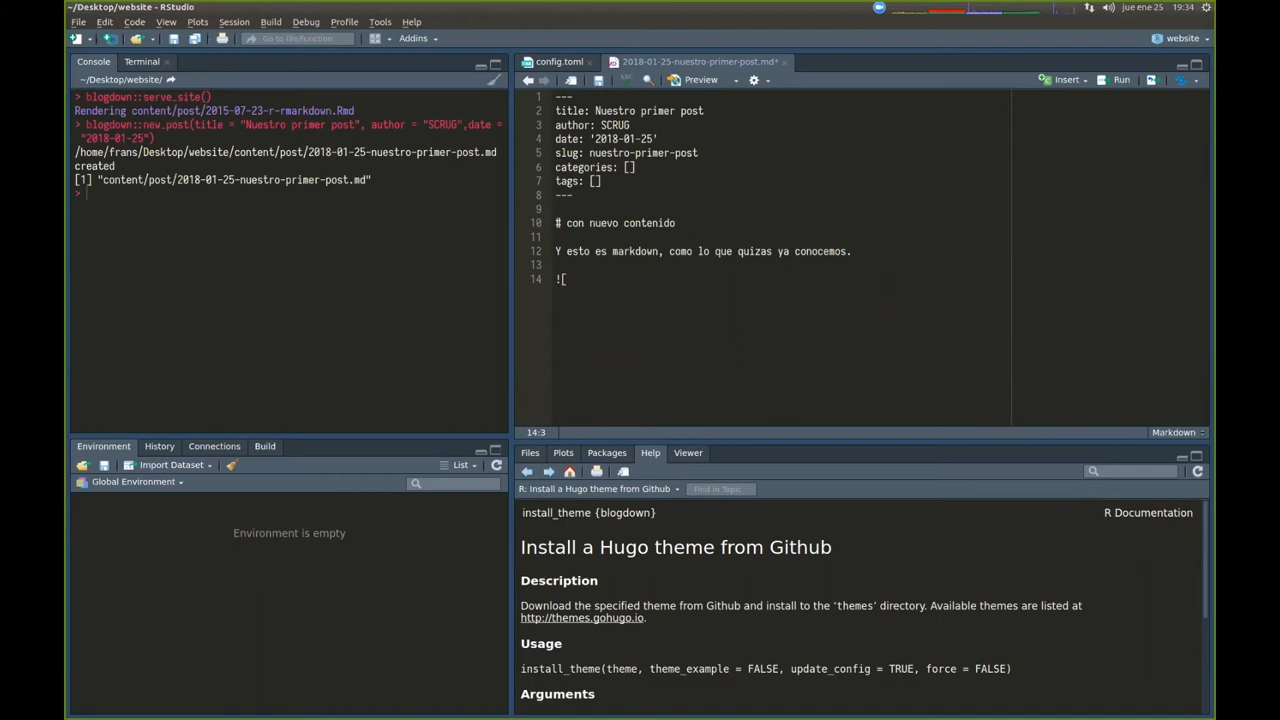 ~/Desktop/website - RStudio
jue ene 25 19:34
File Edit Code View Plots Session Build Debug Profile Tools Help
Go to file/function Addins website
Console Terminal
~/Desktop/website/
> blogdown::serve_site()
Rendering content/post/2015-07-23-r-rmarkdown.Rmd
> blogdown::new_post(title = "Nuestro primer post", author = "SCRUG",date =
"2018-01-25")
/home/frans/Desktop/website/content/post/2018-01-25-nuestro-primer-post.md
created
[1] "content/post/2018-01-25-nuestro-primer-post.md"
>
config.toml 2018-01-25-nuestro-primer-post.md*
ABC Preview Insert Run
1 ---
2 title: Nuestro primer post
3 author: SCRUG
4 date: '2018-01-25'
5 slug: nuestro-primer-post
6 categories: []
7 tags: []
8 ---
9
10 # con nuevo contenido
11
12 Y esto es markdown, como lo que quizas ya conocemos.
13
14 ![
14:3 Markdown
Environment History Connections Build
Import Dataset List
Global Environment
Environment is empty
Files Plots Packages Help Viewer
R: Install a Hugo theme from Github Find in Topic
install_theme {blogdown} R Documentation
Install a Hugo theme from Github
Description
Download the specified theme from Github and install to the ‘themes’ directory. Available themes are listed at
http://themes.gohugo.io.
Usage
install_theme(theme, theme_example = FALSE, update_config = TRUE, force = FALSE)
Arguments